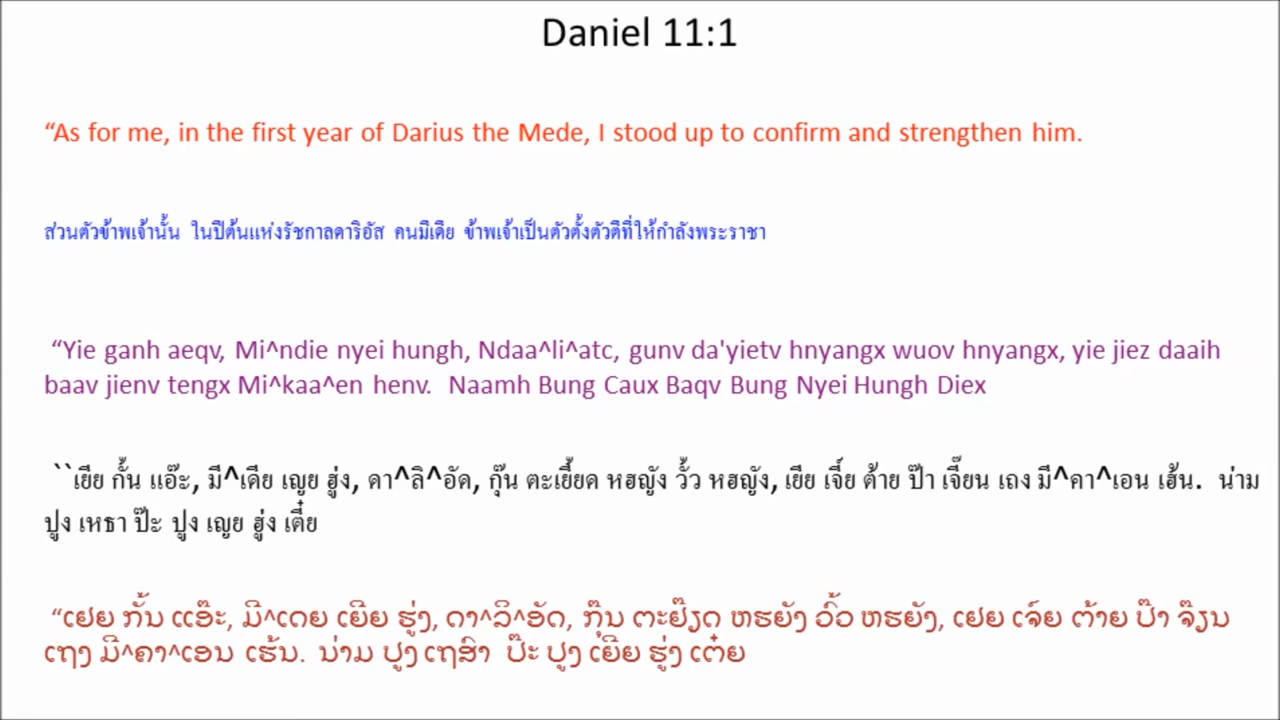 Daniel 11:1
“As for me, in the first year of Darius the Mede, I stood up to confirm and strengthen him.
ส่วนตัวข้าพเจ้านั้น ในปีต้นแห่งรัชกาลดาริอัส คนมีเดีย ข้าพเจ้าเป็นตัวตั้งตัวตีที่ให้กำลังพระราชา
“Yie ganh aeqv, Mi^ndie nyei hungh, Ndaa^li^atc, gunv da'yietv hnyangx wuov hnyangx, yie jiez daaih
baav jienv tengx Mi^kaa^en henv. Naamh Bung Caux Baqv Bung Nyei Hungh Diex
``เยีย กั้น แอ๊ะ, มี^เดีย เญย ฮู่ง, ดา^ลิ^อัด, กุ๊น ตะเยี้ยด หฮญัง วั้ว หฮญัง, เยีย เจี์ย ต้าย ป๊า เจี๊ยน เถง มี^คา^เอน เฮ้น. น่าม
ปูง เหธา ป๊ะ ปูง เญย ฮู่ง เตี๋ย
“ເຢຍ ກັ້ນ ແອ໊ະ, ມີ^ເດຍ ເຍີຍ ຮູ່ງ, ດາ^ລິ^ອັດ, ກຸ໊ນ ຕະຢ໊ຽດ ຫຮຍັງ ວົ້ວ ຫຮຍັງ, ເຢຍ ເຈ໌ຍ ຕ້າຍ ປ໊າ ຈ໊ຽນ
ເຖງ ມີ^ຄາ^ເອນ ເຮ້ນ. ນ່າມ ປູງ ເຖສົາ ປ໊ະ ປູງ ເຍີຍ ຮູ່ງ ເຕ໋ຍ